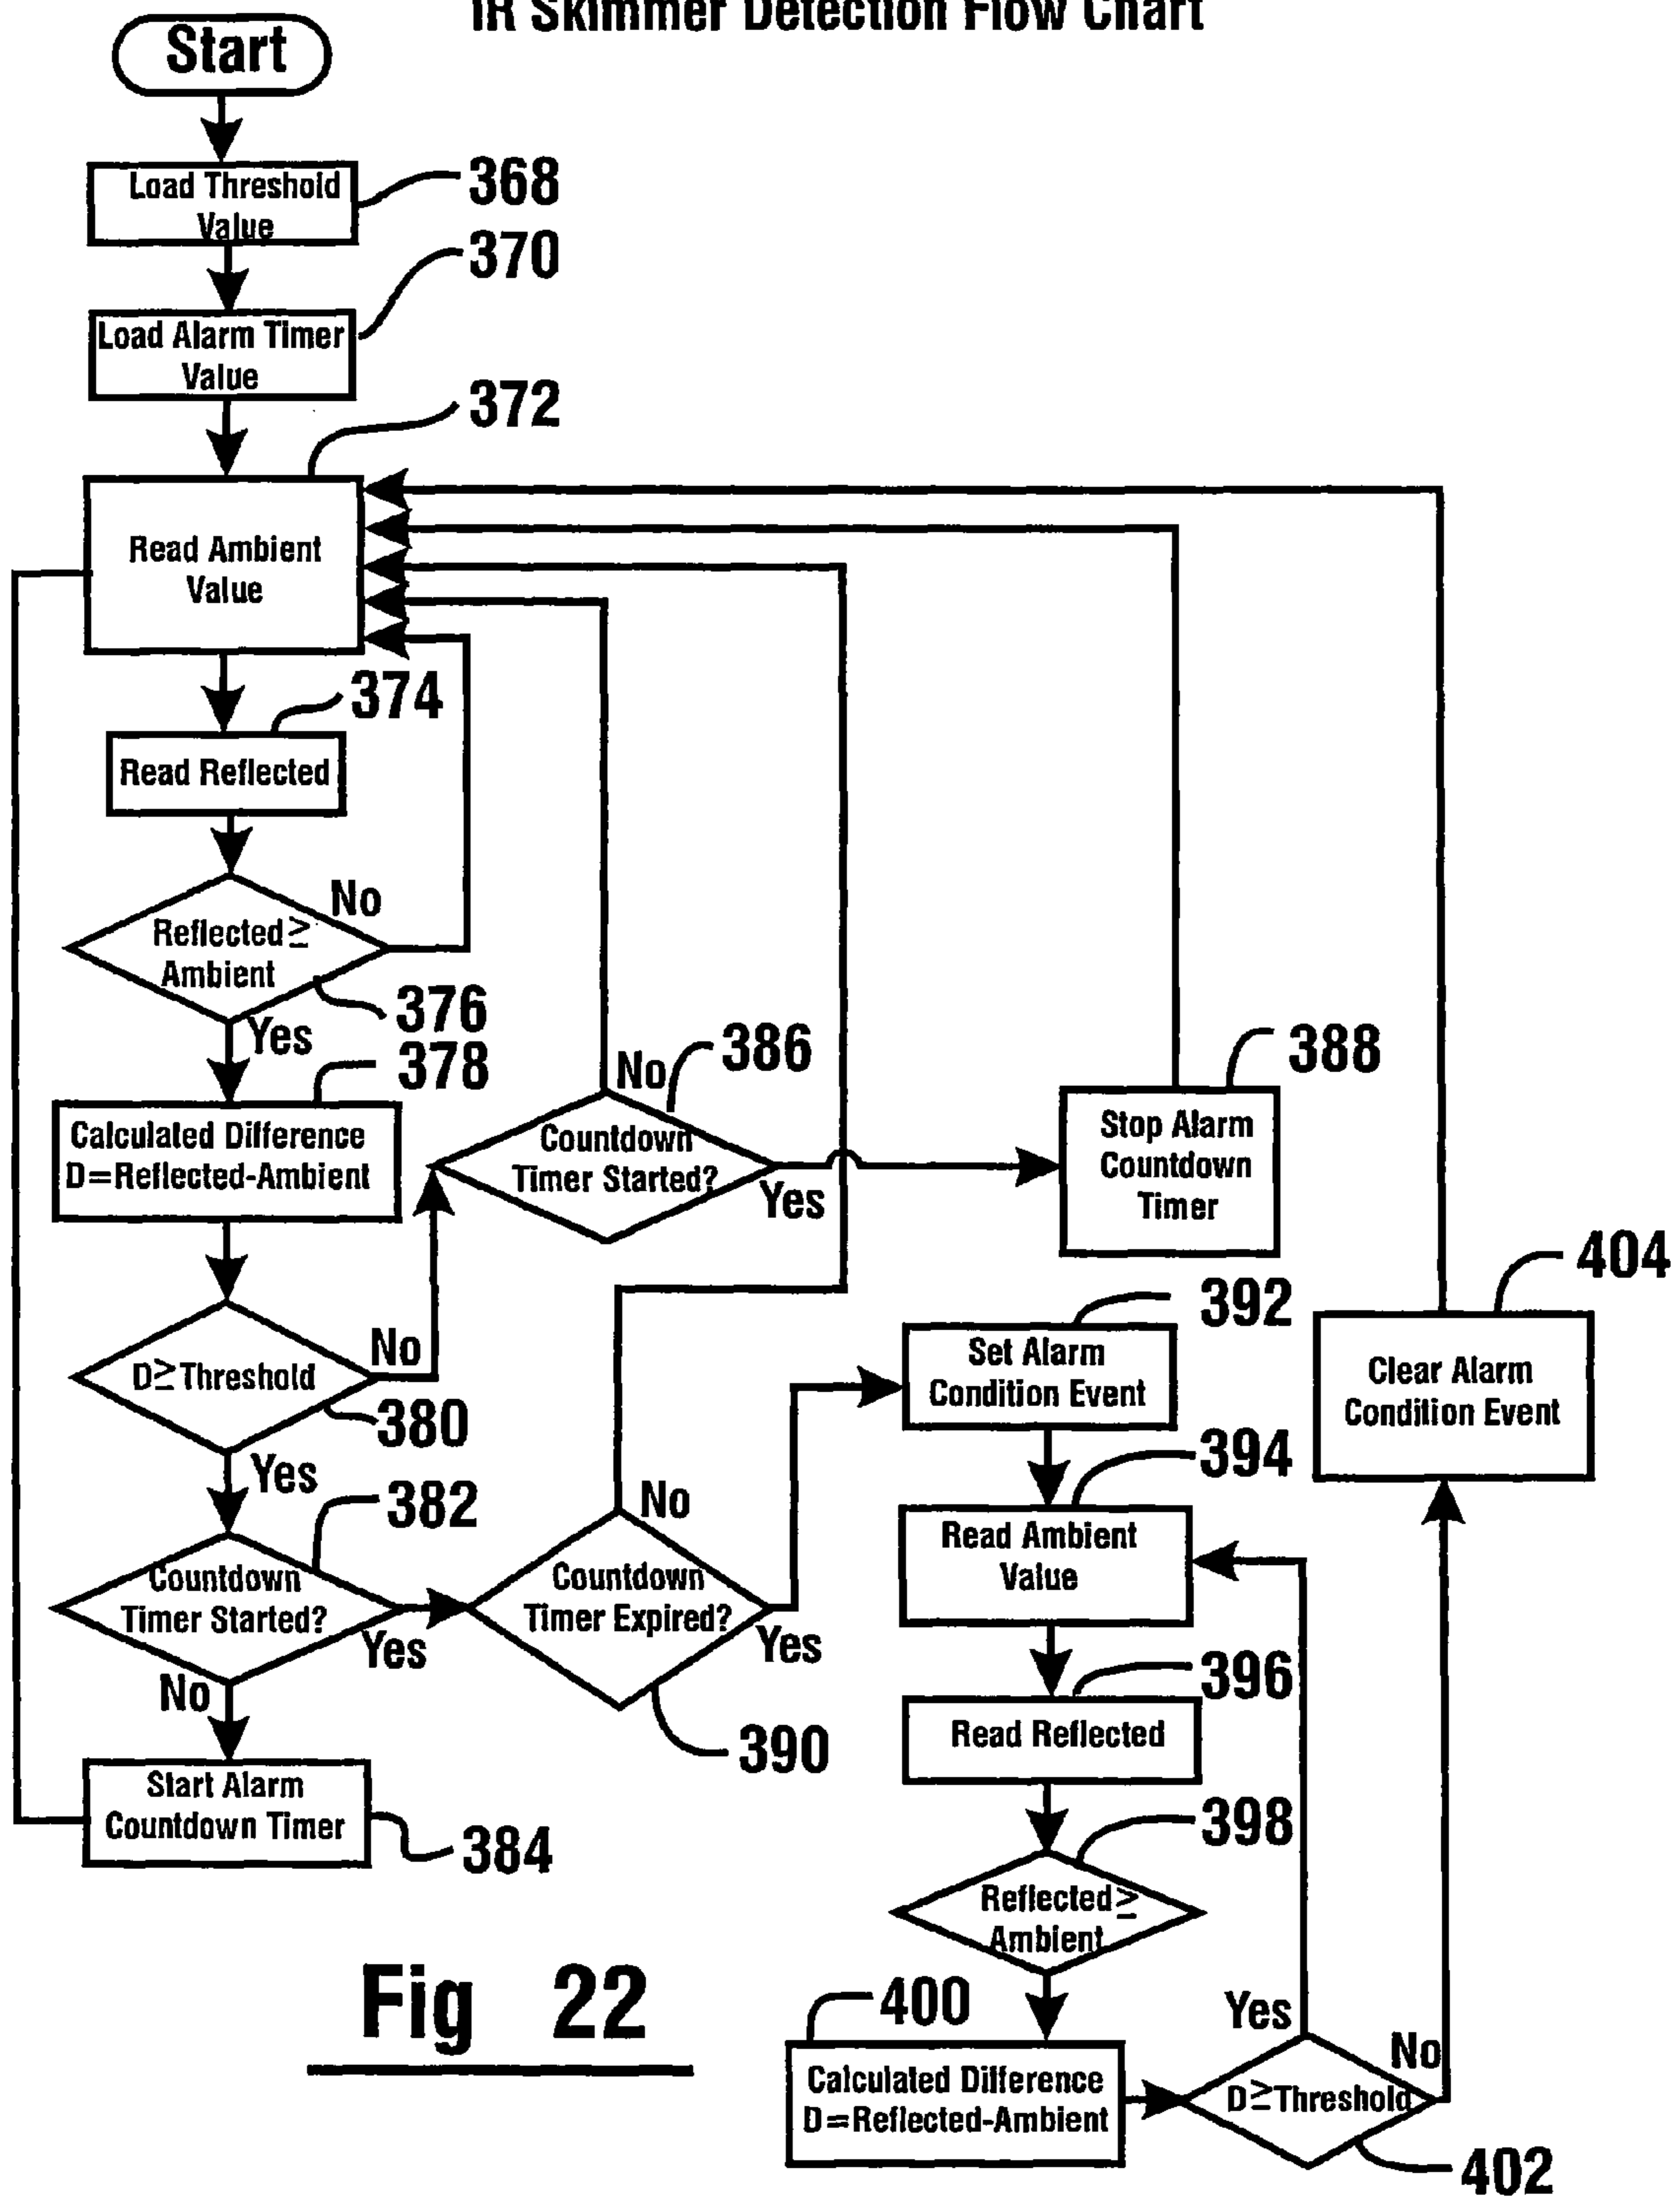 IR Skimmer Detection Flow Chart
Start
Load Threshold
Value
368
Load Alarm Timer
Value
370
372
Read Ambient
Value
374
Read Reflected
No
Reflected ≥
Ambient
376
Yes
378
Calculated Difference
D=Reflected-Ambient
No
386
Countdown
Timer Started?
Yes
388
Stop Alarm
Countdown
Timer
D≥Threshold
No
380
Yes
382
Countdown
Timer Started?
Yes
No
Start Alarm
Countdown Timer
384
No
Countdown
Timer Expired?
Yes
390
392
Set Alarm
Condition Event
394
Read Ambient
Value
396
Read Reflected
398
Reflected ≥
Ambient
400
Calculated Difference
D=Reflected-Ambient
Yes
No
D≥Threshold
402
404
Clear Alarm
Condition Event
Fig 22